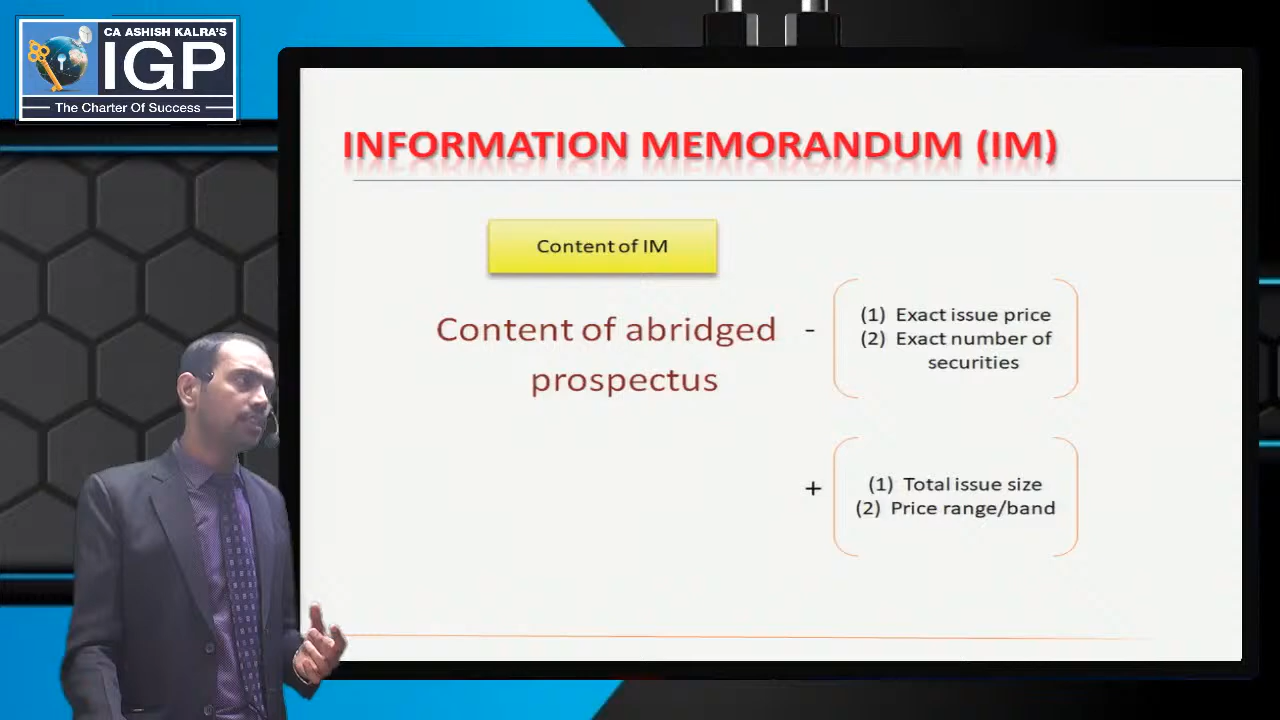 CA ASHISH KALRA'S
IGP
The Charter Of Success
INFORMATION MEMORANDUM (IM)
Content of IM
Content of abridged
prospectus
-
(1) Exact issue price
(2) Exact number of
securities
+
(1) Total issue size
(2) Price range/band